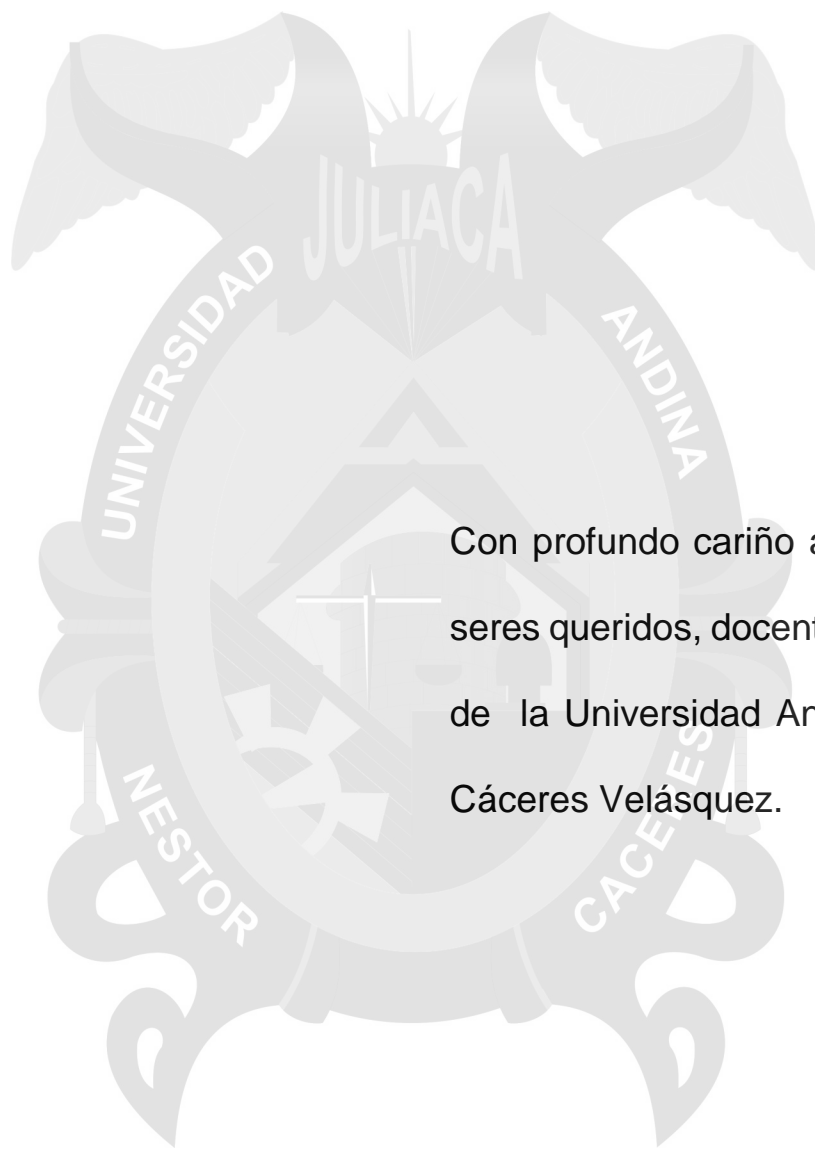 JULIACA
UNIVERSIDAD
ANDINA
Con profundo cariño a
seres queridos, docent
de la Universidad An
Cáceres Velásquez.
NESTOR
CACERES